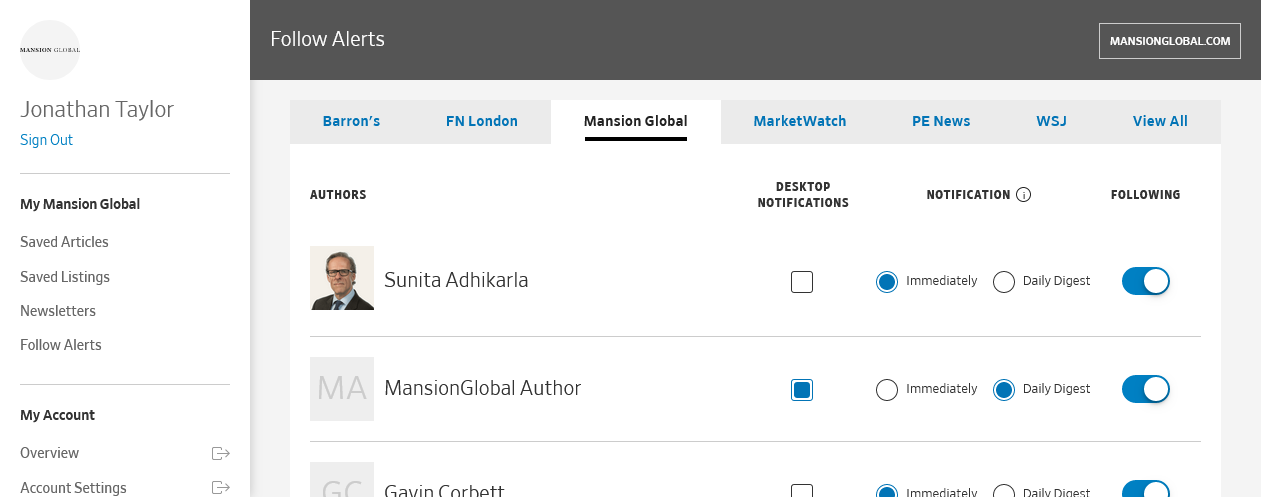 MANSION GLOBAL
Jonathan Taylor
Sign Out
My Mansion Global
Saved Articles
Saved Listings
Newsletters
Follow Alerts
My Account
Overview
Account Settings
Follow Alerts
MANSIONGLOBAL.COM
Barron's
FN London
Mansion Global
MarketWatch
PE News
WSJ
View All
AUTHORS
DESKTOP
NOTIFICATIONS
NOTIFICATION
FOLLOWING
Sunita Adhikarla
Immediately
Daily Digest
MA
MansionGlobal Author
Immediately
Daily Digest
GC
Gavin Corbett
Immediately
Daily Digest